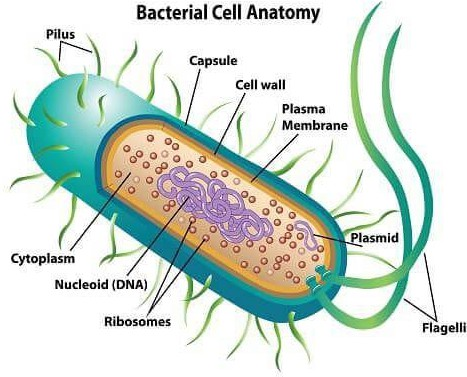 Bacterial Cell Anatomy
Pilus
Capsule
Cell wall
Plasma
Membrane
Plasmid
Cytoplasm
Nucleoid (DNA)
Ribosomes
Flagelli